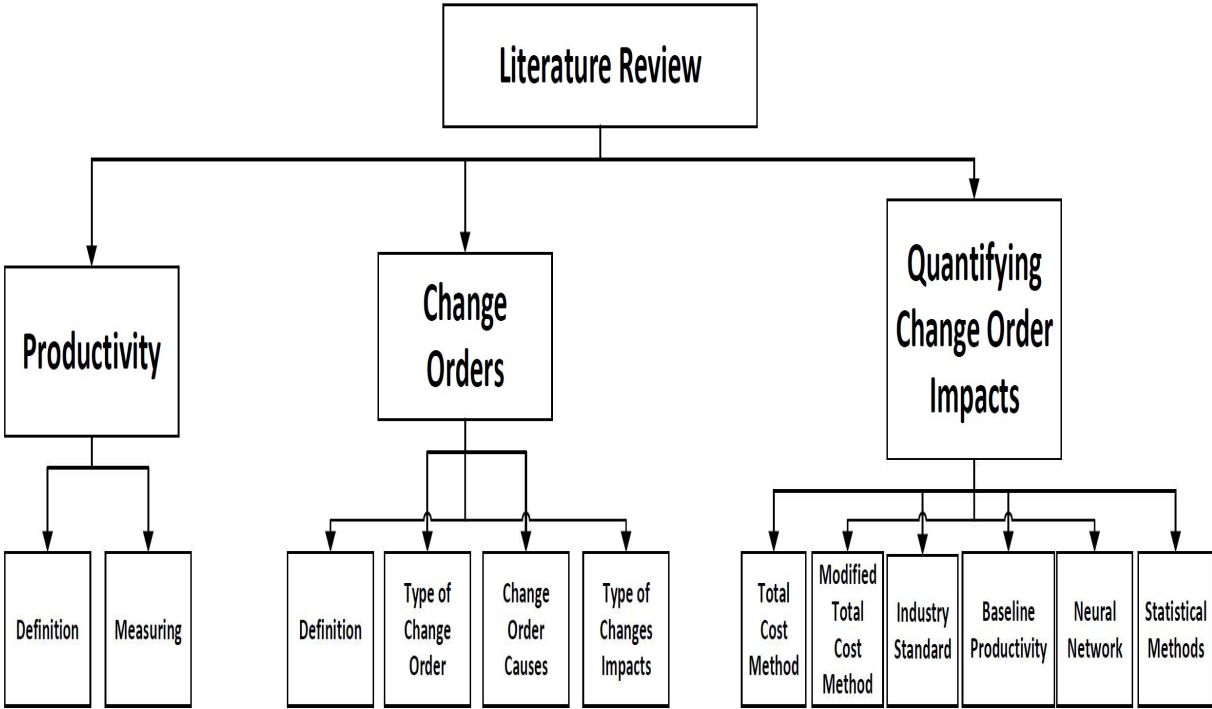 Literature Review
Productivity
Change
Orders
Quantifying
Change Order
Impacts
Definition
Measuring
Definition
Type of
Change
Order
Change
Order
Causes
Type of
Changes
Impacts
Total
Cost
Method
Modified
Total
Cost
Method
Industry
Standard
Baseline
Productivity
Neural
Network
Statistical
Methods